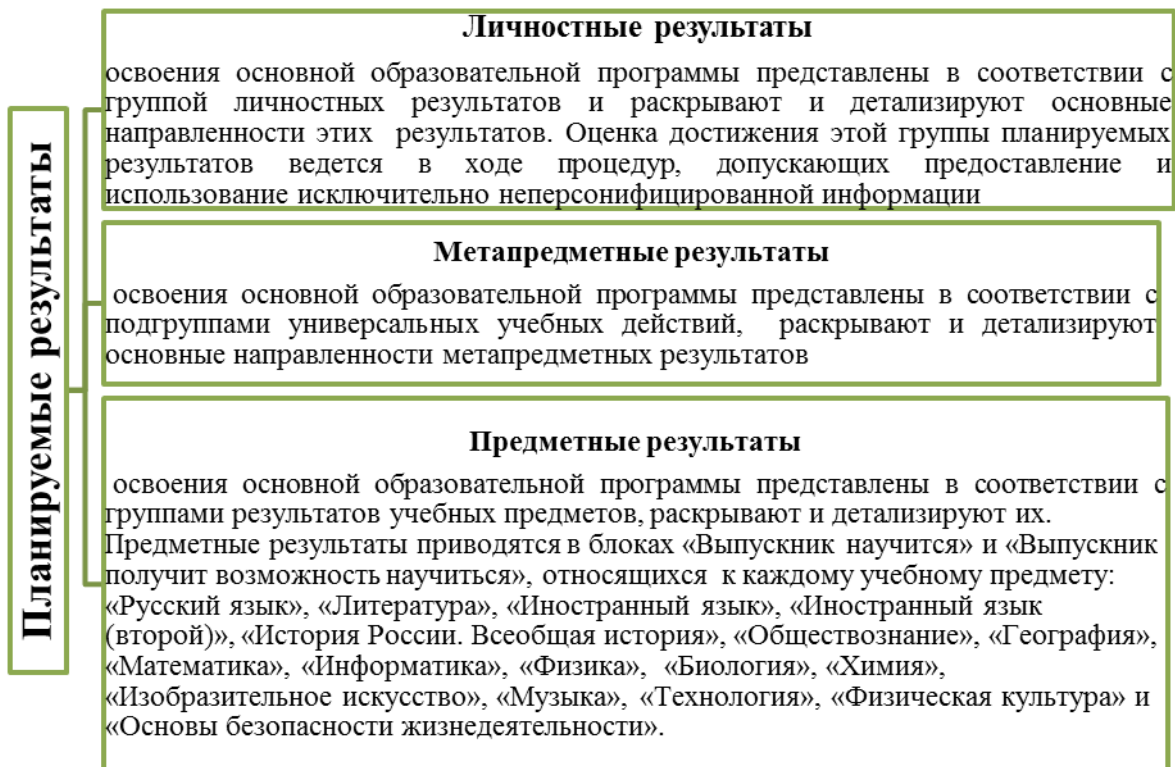 Планируемые результаты
Личностные результаты
освоения основной образовательной программы представлены в соответствии с
группой личностных результатов и раскрывают и детализируют основные
направленности этих результатов. Оценка достижения этой группы планируемых
результатов ведется в ходе процедур, допускающих предоставление и
использование исключительно неперсонифицированной информации
Метапредметные результаты
освоения основной образовательной программы представлены в соответствии с
подгруппами универсальных учебных действий, раскрывают и детализируют
основные направленности метапредметных результатов
Предметные результаты
освоения основной образовательной программы представлены в соответствии с
группами результатов учебных предметов, раскрывают и детализируют их.
Предметные результаты приводятся в блоках «Выпускник научится» и «Выпускник
получит возможность научиться», относящихся к каждому учебному предмету:
«Русский язык», «Литература», «Иностранный язык», «Иностранный язык
(второй)», «История России. Всеобщая история», «Обществознание», «География»,
«Математика», «Информатика», «Физика», «Биология», «Химия»,
«Изобразительное искусство», «Музыка», «Технология», «Физическая культура» и
«Основы безопасности жизнедеятельности».